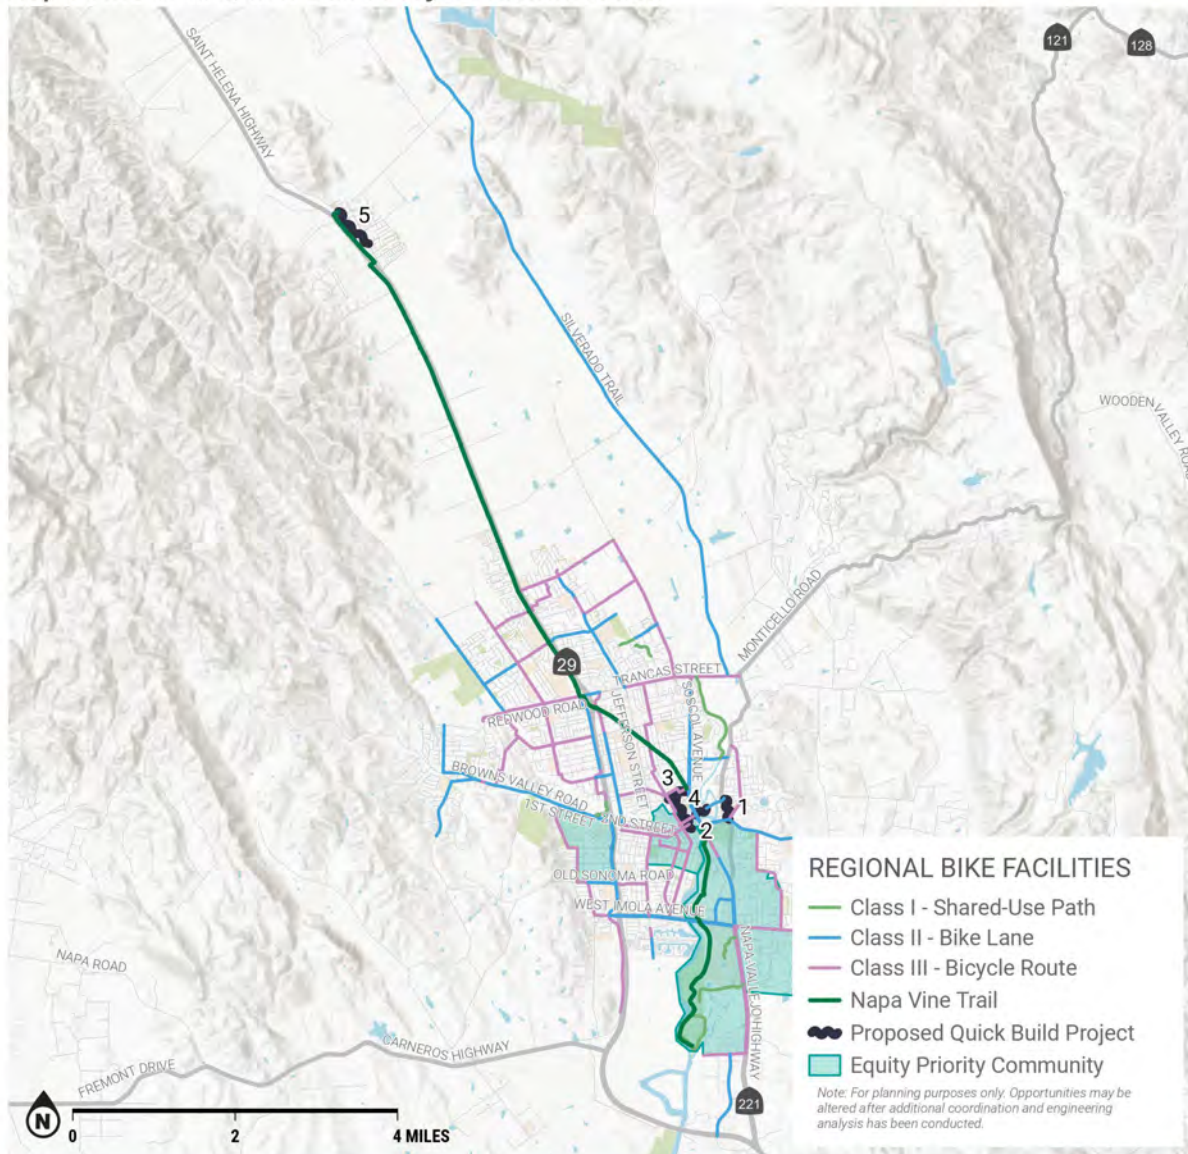 121
128
SAINT HELENA HIGHWAY
5
SILVERADO TRAIL
WOODEN VALLEY ROAD
MONTICELLO ROAD
29
TRANCAS STREET
REDWOOD ROAD
JEFFERSON STREET
SOSCOL AVENUE
BROWNS VALLEY ROAD
3
4
1
1ST STREET
2ND STREET
2
OLD SONOMA ROAD
WEST IMOLA AVENUE
NAPA ROAD
NAPA VALLEJO HIGHWAY
CARNEROS HIGHWAY
FREMONT DRIVE
221
N
0 2 4 MILES
REGIONAL BIKE FACILITIES
Class I - Shared-Use Path
Class II - Bike Lane
Class III - Bicycle Route
Napa Vine Trail
Proposed Quick Build Project
Equity Priority Community
Note: For planning purposes only. Opportunities may be
altered after additional coordination and engineering
analysis has been conducted.